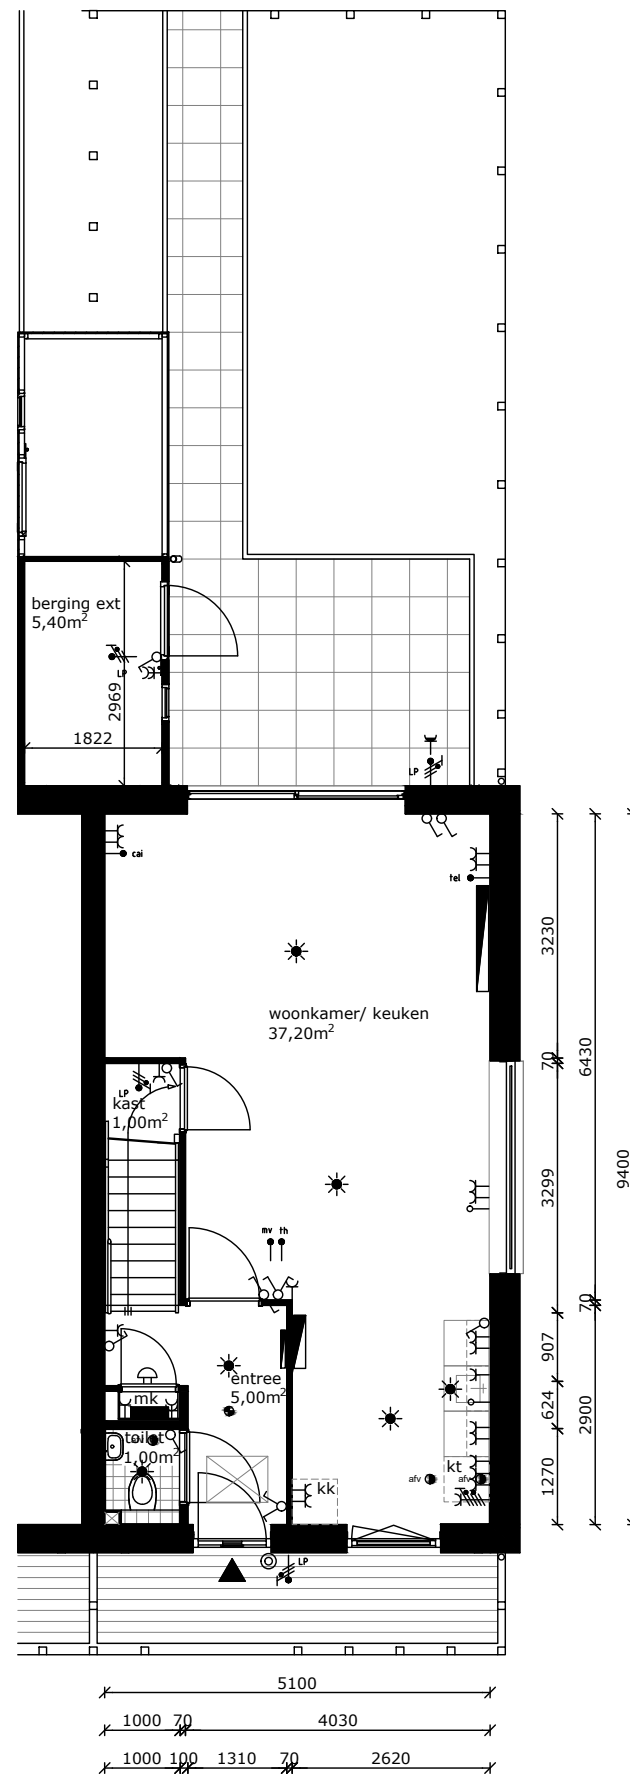 berging ext
5,40m²
LP
2969
1822
LP
cai
tel
3230
woonkamer/ keuken
37,20m²
70
6430
LP
kast
1,00m²
9400
3299
mv th
70
907
entree
5,00m²
mk
624
2900
toilet
1,00m²
kt
afv
afv
kk
1270
LP
5100
1000 70 4030
1000 100 1310 70 2620